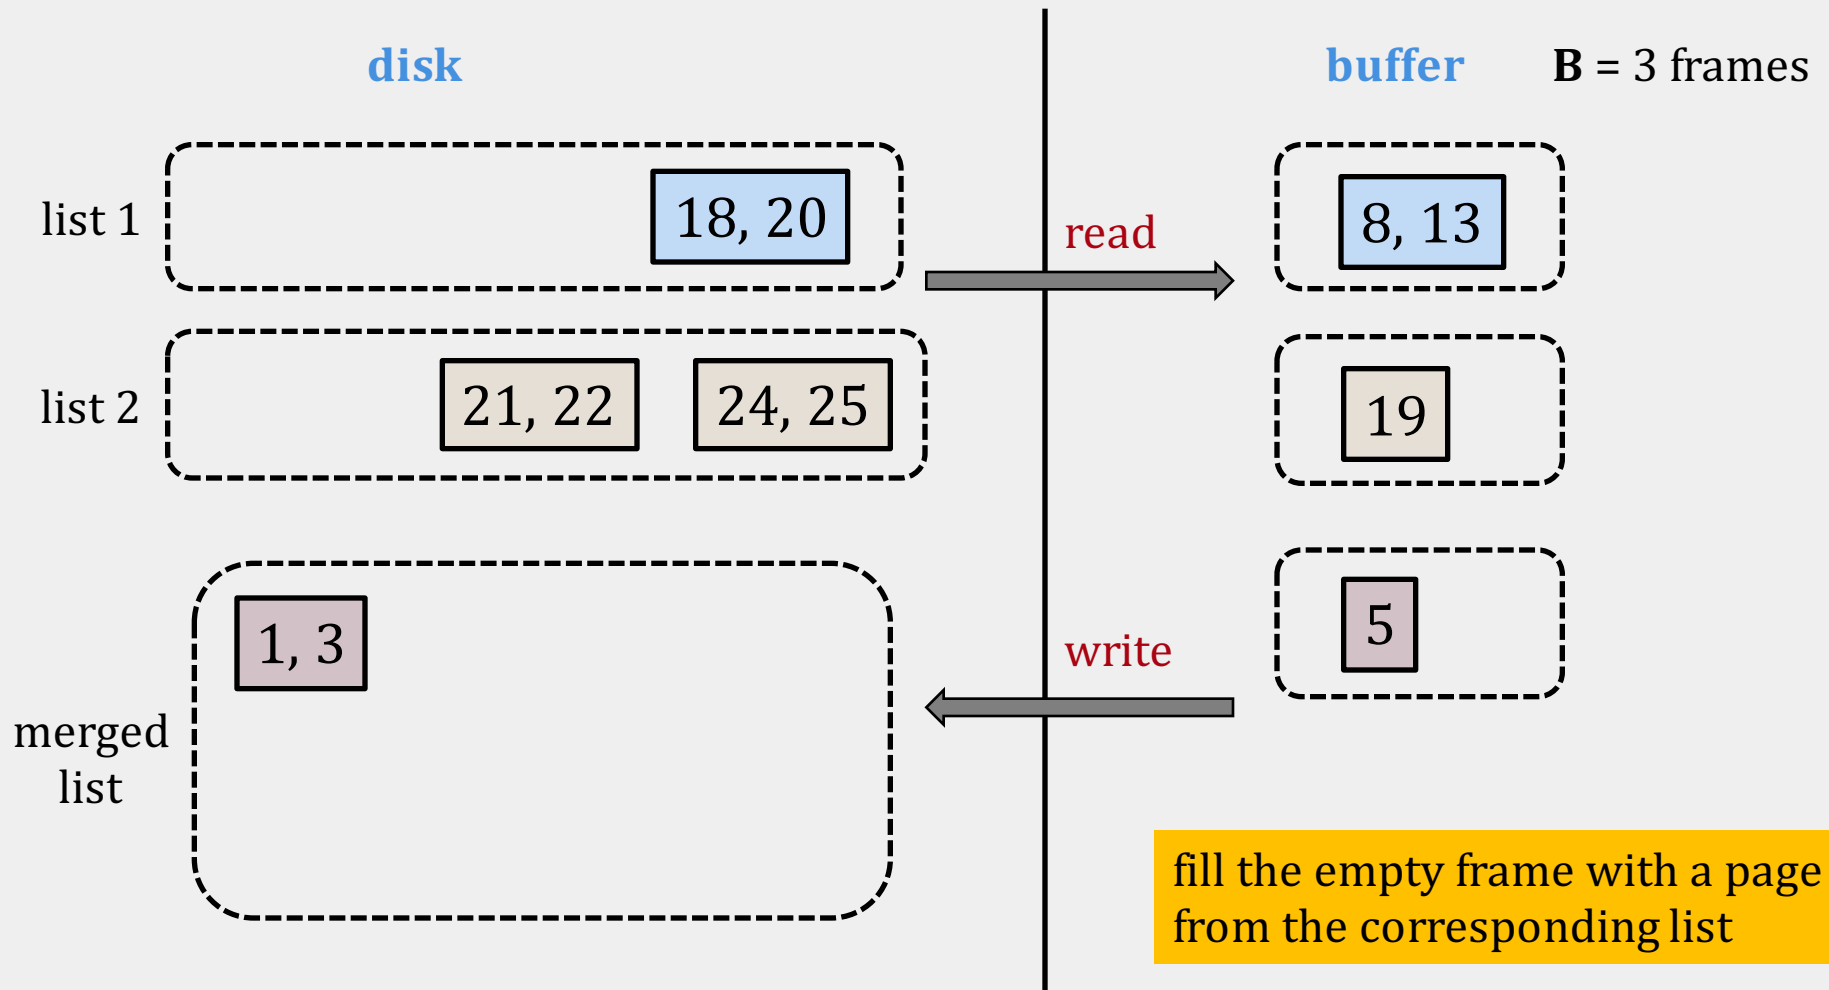 disk
buffer
B = 3 frames
list 1
18, 20
read
8, 13
list 2
21, 22
24, 25
19
merged
list
1, 3
write
5
fill the empty frame with a page
from the corresponding list